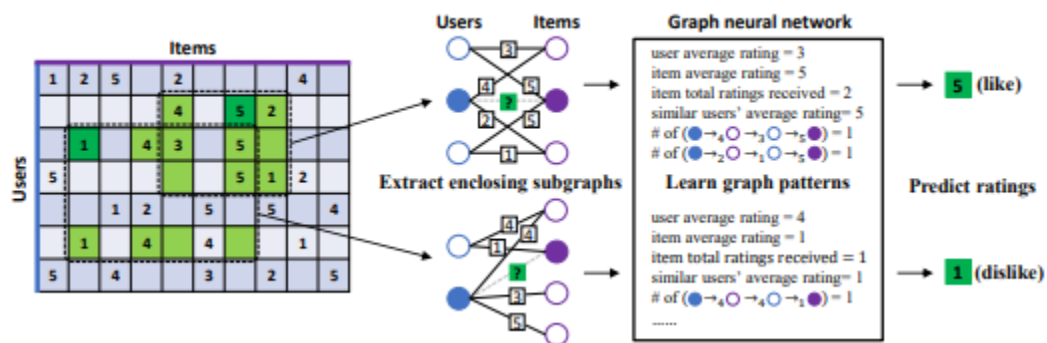 Items
Users
1 2 5 2 4
4 5 2
1 4 3 5
5 5 1 2
1 2 5 5 4
1 4 4 1
5 4 3 2 5
Users Items
3
4 5
?
2 5
1
Extract enclosing subgraphs
4
4
1
?
3
5
Graph neural network
user average rating = 3
item average rating = 5
item total ratings received = 2
similar users' average rating= 5
# of (→4 →3 →5 ) = 1
# of (→2 →1 →5 ) = 1
Learn graph patterns
user average rating = 4
item average rating = 1
item total ratings received = 1
similar users' average rating= 1
# of (→4 →4 →1 ) = 1
......
5 (like)
Predict ratings
1 (dislike)